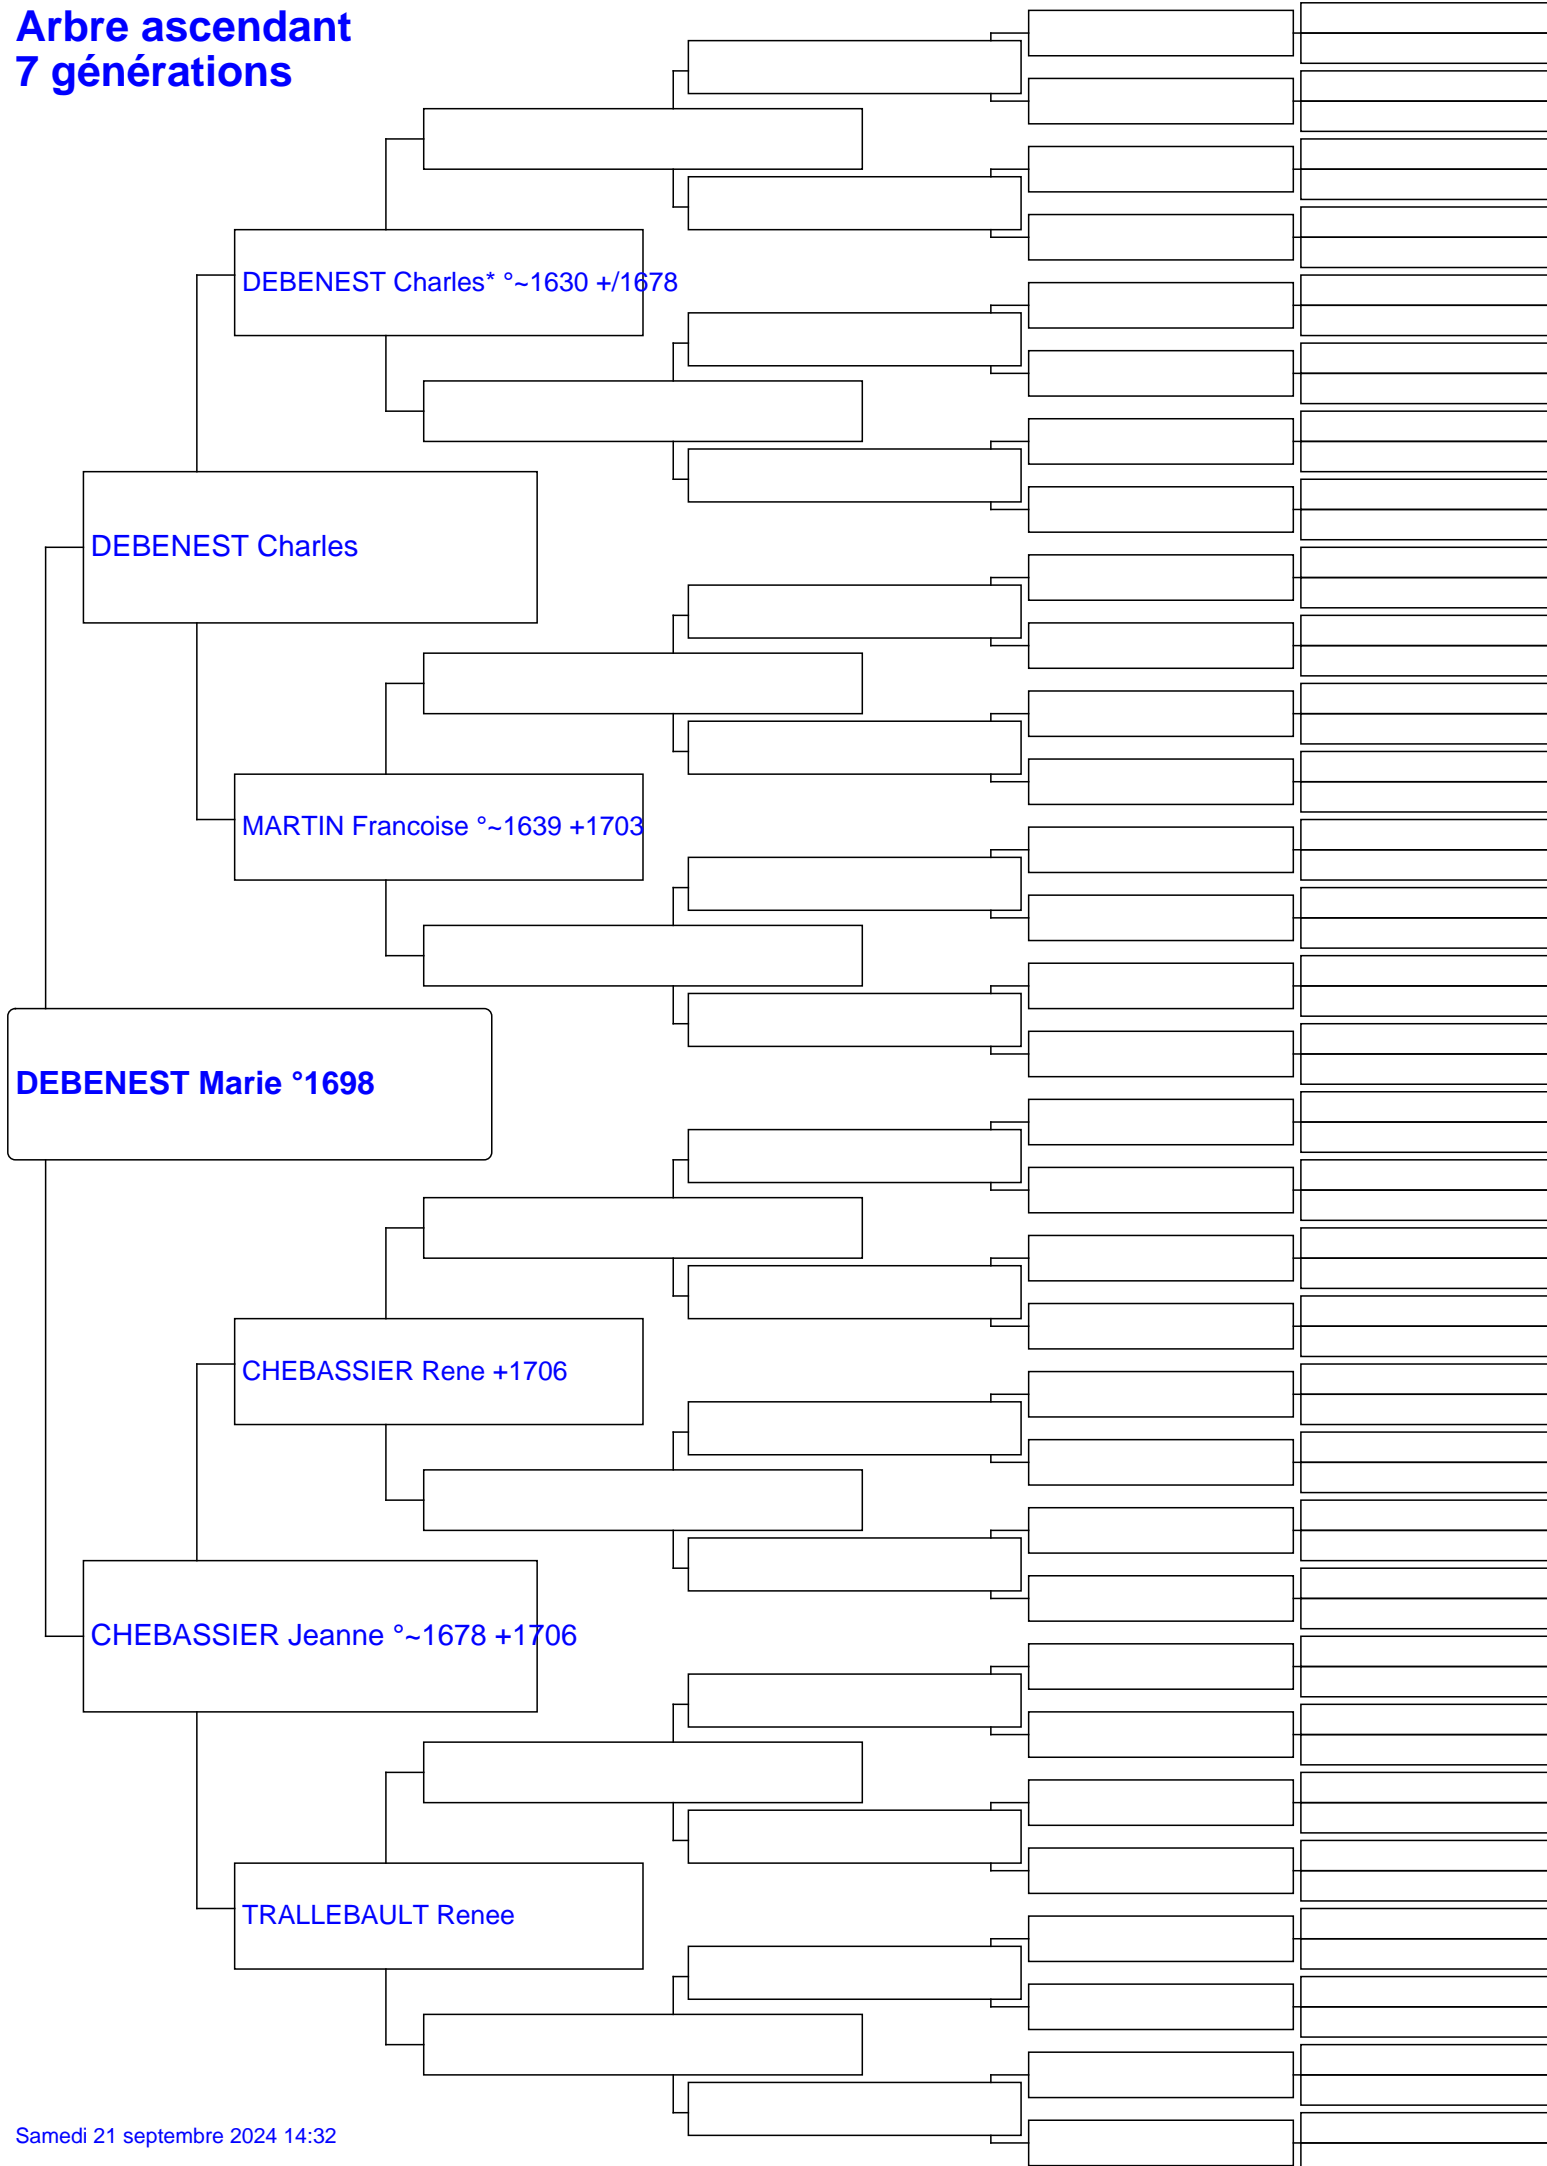 Arbre ascendant
7 générations
DEBENEST Charles* °~1630 +/1678
DEBENEST Charles
MARTIN Francoise °~1639 +1703
DEBENEST Marie °1698
CHEBASSIER Rene +1706
CHEBASSIER Jeanne °~1678 +1706
TRALLEBAULT Renee
Samedi 21 septembre 2024 14:32